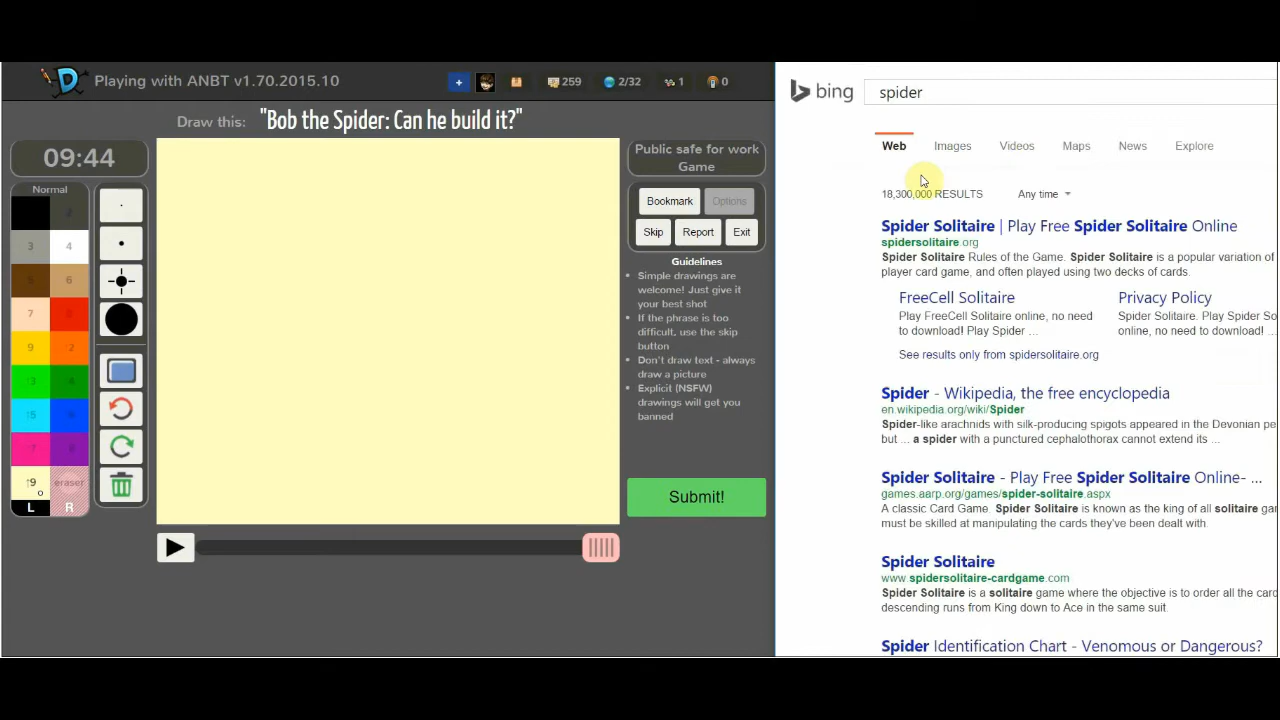 Playing with ANBT v1.70.2015.10
+ 259 2/32 1 0
Draw this: "Bob the Spider: Can he build it?"
09:44
Normal
3 4
6
7
9 2
3
5
7
9 eraser
L R
Public safe for work
Game
Bookmark Options
Skip Report Exit
Guidelines
Simple drawings are
welcome! Just give it
your best shot
If the phrase is too
difficult, use the skip
button
Don't draw text - always
draw a picture
Explicit (NSFW)
drawings will get you
banned
Submit!
bing
spider
Web Images Videos Maps News Explore
18,300,000 RESULTS Any time
Spider Solitaire | Play Free Spider Solitaire Online
spidersolitaire.org
Spider Solitaire Rules of the Game. Spider Solitaire is a popular variation of
player card game, and often played using two decks of cards.
FreeCell Solitaire Privacy Policy
Play FreeCell Solitaire online, no need Spider Solitaire. Play Spider So
to download! Play Spider ... online, no need to download!
See results only from spidersolitaire.org
Spider - Wikipedia, the free encyclopedia
en.wikipedia.org/wiki/Spider
Spider-like arachnids with silk-producing spigots appeared in the Devonian pe
but ... a spider with a punctured cephalothorax cannot extend its ...
Spider Solitaire - Play Free Spider Solitaire Online- ...
games.aarp.org/games/spider-solitaire.aspx
A classic Card Game. Spider Solitaire is known as the king of all solitaire ga
must be skilled at manipulating the cards they've been dealt with.
Spider Solitaire
www.spidersolitaire-cardgame.com
Spider Solitaire is a solitaire game where the objective is to order all the card
descending runs from King down to Ace in the same suit.
Spider Identification Chart - Venomous or Dangerous?